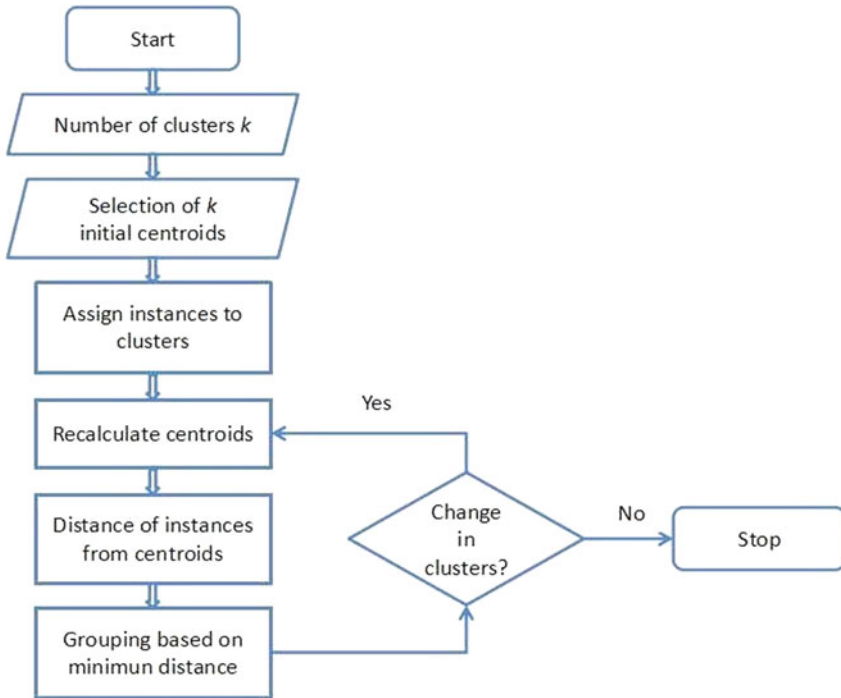 Start
Number of clusters k
Selection of k
initial centroids
Assign instances to
clusters
Recalculate centroids
Yes
Distance of instances
from centroids
Change
in
clusters?
No
Stop
Grouping based on
minimun distance